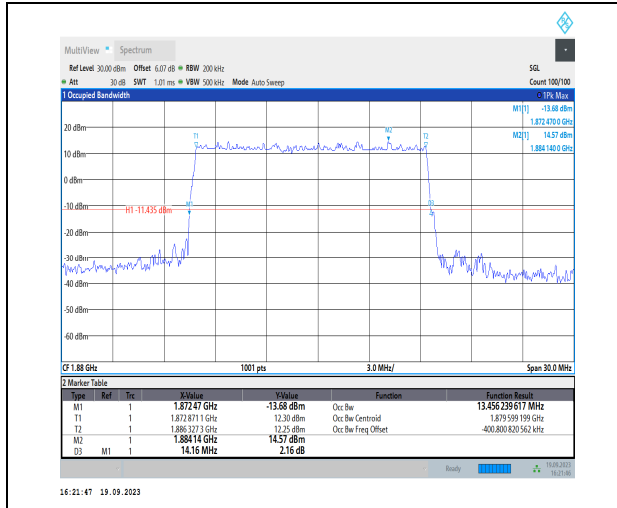 MultiView Spectrum
Ref Level 30.00 dBm Offset 6.07 dB RBW 200 kHz SGL
Att 30 dB SWT 1.01 ms VBW 500 kHz Mode Auto Sweep Count 100/100
1 Occupied Bandwidth 1Pk Max
M1[1] -13.68 dBm
1.872 470 0 GHz
M2[1] 14.57 dBm
1.884 140 0 GHz
20 dBm
T1 M2 T2
10 dBm
0 dBm
M1 D3
-10 dBm
H1 -11.435 dBm
-20 dBm
-30 dBm
-40 dBm
-50 dBm
-60 dBm
CF 1.88 GHz 1001 pts 3.0 MHz/ Span 30.0 MHz
2 Marker Table
Type Ref Trc X-Value Y-Value Function Function Result
M1 1 1.87247 GHz -13.68 dBm Occ Bw 13.456 239 617 MHz
T1 1 1.872 871 1 GHz 12.30 dBm Occ Bw Centroid 1.879 599 199 GHz
T2 1 1.886 327 3 GHz 12.25 dBm Occ Bw Freq Offset -400.800 820 562 kHz
M2 1 1.88414 GHz 14.57 dBm
D3 M1 1 14.16 MHz 2.16 dB
Ready 19.09.2023
16:21:46
16:21:47 19.09.2023